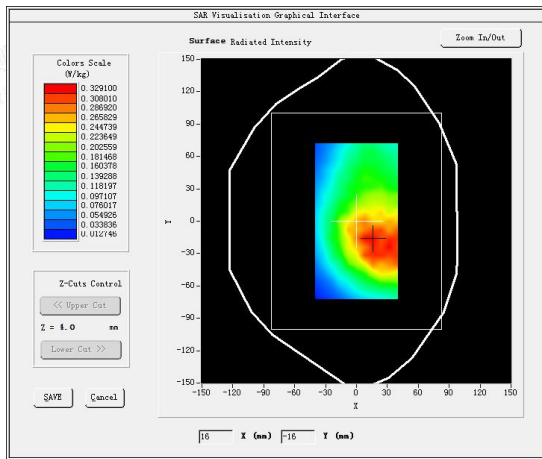 SAR Visualisation Graphical Interface
Surface Radiated Intensity
Zoom In/Out
Colors Scale
(W/kg)
0.329100
0.308010
0.286920
0.265829
0.244739
0.223649
0.202559
0.181468
0.160378
0.139288
0.118197
0.097107
0.076017
0.054926
0.033836
0.012746
Z-Cuts Control
<< Upper Cut
Z = 4.0 mm
Lower Cut >>
SAVE Cancel
150
120
90
60
30
0
-30
-60
-90
-120
-150
Y
-150 -120 -90 -60 -30 0 30 60 90 120 150
X
16 X (mm) -16 Y (mm)